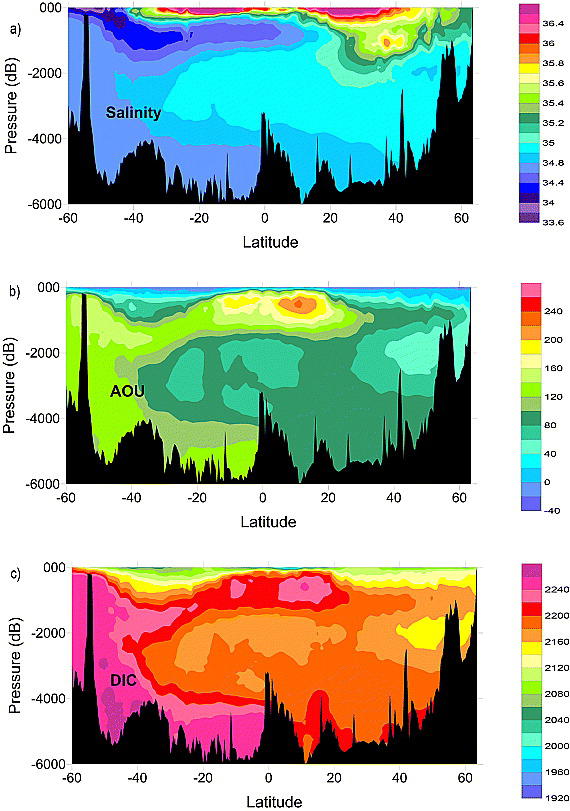 a)
Pressure (dB)
000
-2000
-4000
-6000
Salinity
-60 -40 -20 0 20 40 60
Latitude
36.4
36
35.8
35.6
35.2
35
34.8
34.4
34.2
34
33.6
b)
Pressure (dB)
000
-2000
-4000
-6000
AOU
-60 -40 -20 0 20 40 60
Latitude
240
200
160
120
80
40
0
-40
c)
Pressure (dB)
000
-2000
-4000
-6000
DIC
-60 -40 -20 0 20 40 60
Latitude
2240
2200
2160
2120
2080
2040
2000
1960
1920